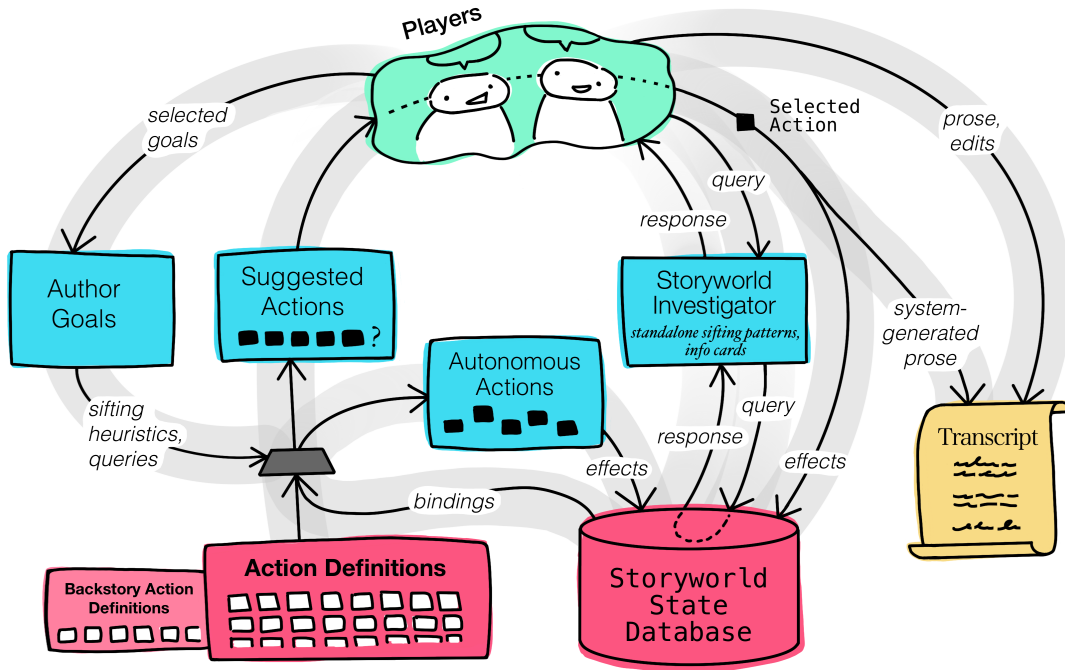 Players
selected
goals
Selected
Action
prose,
edits
query
response
Author
Goals
Suggested
Actions
?
Storyworld
Investigator
standalone sifting patterns,
info cards
system-
generated
prose
Autonomous
Actions
sifting
heuristics,
queries
query
response
effects
effects
Transcript
bindings
Action Definitions
Backstory Action
Definitions
Storyworld
State
Database